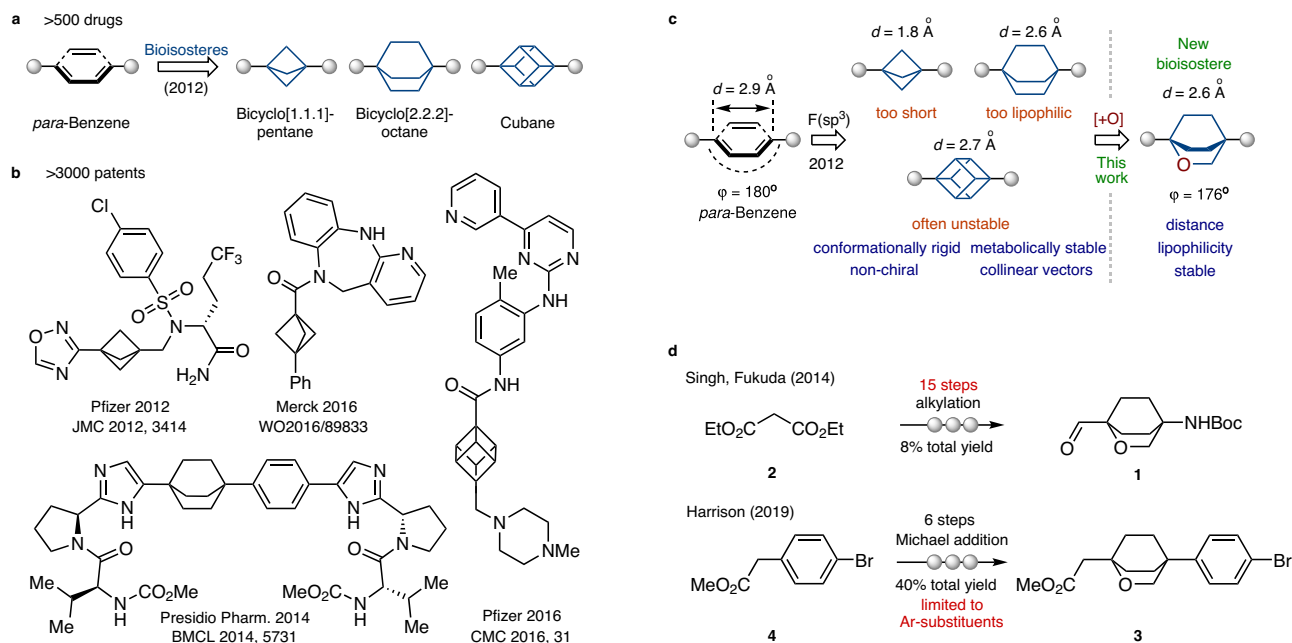 a >500 drugs
Bioisosteres
(2012)
para-Benzene
Bicyclo[1.1.1]-
pentane
Bicyclo[2.2.2]-
octane
Cubane
b >3000 patents
Cl
CF3
S
O
O
N
O
N
N
H2N
O
Pfizer 2012
JMC 2012, 3414
NH
N
N
O
Ph
Merck 2016
WO2016/89833
N
N
N
Me
NH
O
NH
N
NMe
Pfizer 2016
CMC 2016, 31
N
N
H
N
N
H
N
O
N
O
Me
Me
N
H
CO2Me
MeO2C
N
H
Me
Me
Presidio Pharm. 2014
BMCL 2014, 5731
c
d = 2.9 Å
φ = 180o
para-Benzene
F(sp3)
2012
d = 1.8 Å
too short
d = 2.6 Å
too lipophilic
d = 2.7 Å
often unstable
conformationally rigid
non-chiral
metabolically stable
collinear vectors
[+O]
This
work
New
bioisostere
d = 2.6 Å
O
φ = 176o
distance
lipophilicity
stable
d
Singh, Fukuda (2014)
EtO2C
CO2Et
2
15 steps
alkylation
8% total yield
O
O
NHBoc
1
Harrison (2019)
MeO
O
Br
4
6 steps
Michael addition
40% total yield
limited to
Ar-substituents
MeO
O
O
Br
3